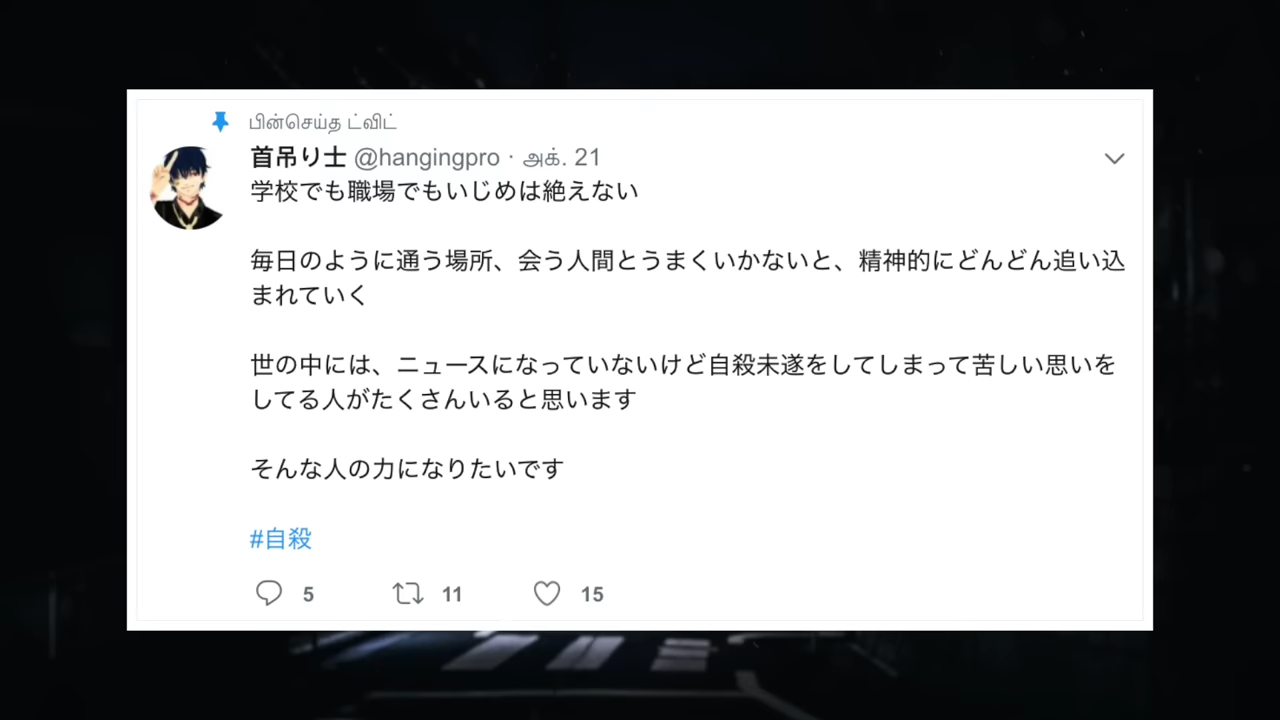 பின்செய்த ட்விட்
首吊り士 @hangingpro · அக். 21
学校でも職場でもいじめは絶えない
毎日のように通う場所、会う人間とうまくいかないと、精神的にどんどん追い込
まれていく
世の中には、ニュースになっていないけど自殺未遂をしてしまって苦しい思いを
してる人がたくさんいると思います
そんな人の力になりたいです
#自殺
5 11 15